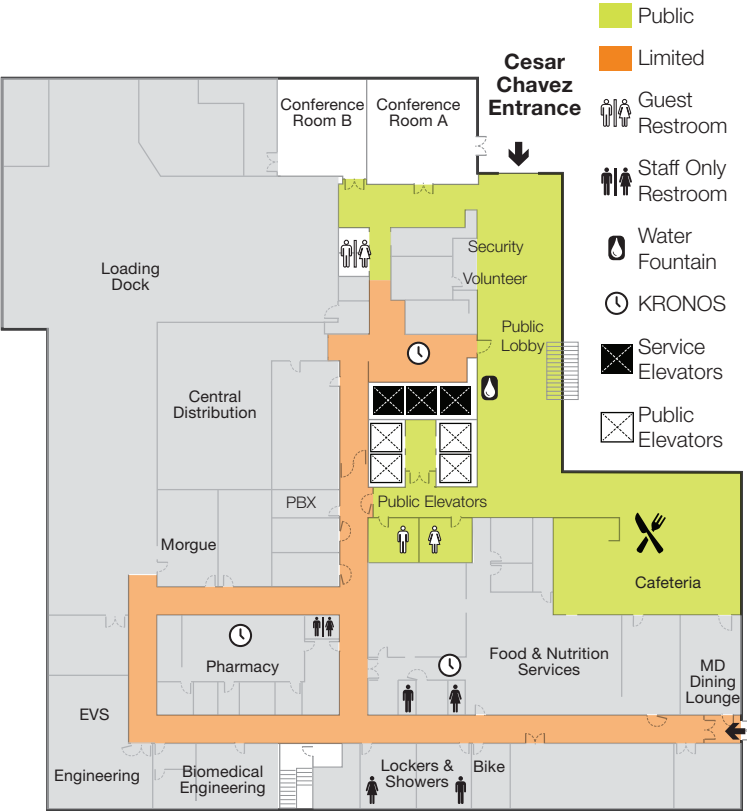 Public
Limited
Guest
Restroom
Staff Only
Restroom
Water
Fountain
KRONOS
Service
Elevators
Public
Elevators
Cesar
Chavez
Entrance
Conference
Room B
Conference
Room A
Security
Volunteer
Loading
Dock
Public
Lobby
Central
Distribution
PBX
Public Elevators
Morgue
Cafeteria
Pharmacy
Food & Nutrition
Services
MD
Dining
Lounge
EVS
Engineering
Biomedical
Engineering
Lockers &
Showers
Bike